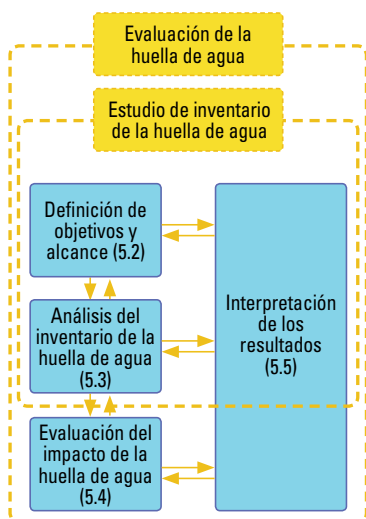 Evaluación de la
huella de agua
Estudio de inventario
de la huella de agua
Definición de
objetivos y
alcance (5.2)
Análisis del
inventario de la
huella de agua
(5.3)
Evaluación del
impacto de la
huella de agua
(5.4)
Interpretación
de los
resultados
(5.5)